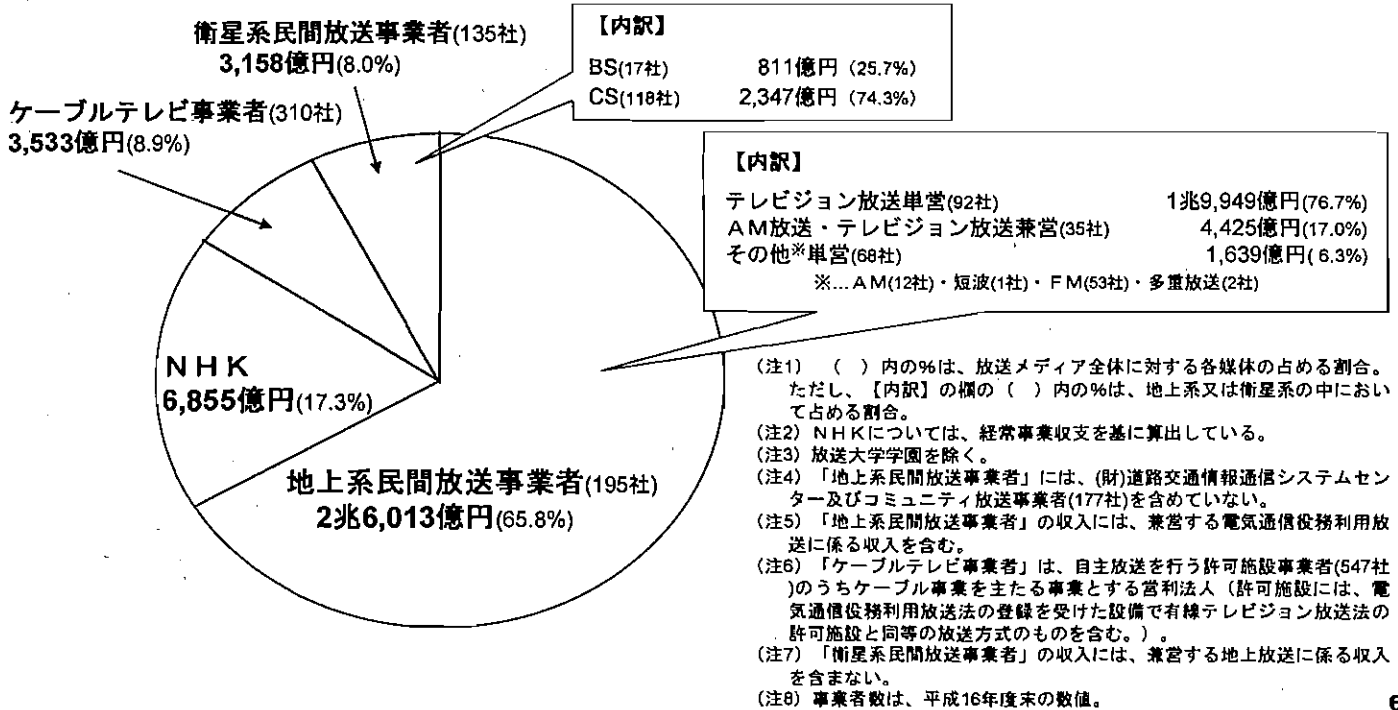 衛星系民間放送事業者(135社)
3,158億円(8.0%)
【内訳】
BS(17社) 811億円 (25.7%)
CS(118社) 2,347億円 (74.3%)
ケーブルテレビ事業者(310社)
3,533億円(8.9%)
【内訳】
テレビジョン放送単営(92社) 1兆9,949億円(76.7%)
AM放送・テレビジョン放送兼営(35社) 4,425億円(17.0%)
その他※単営(68社) 1,639億円( 6.3%)
※…AM(12社)・短波(1社)・FM(53社)・多重放送(2社)
NHK
6,855億円(17.3%)
地上系民間放送事業者(195社)
2兆6,013億円(65.8%)
(注1) ( )内の%は、放送メディア全体に対する各媒体の占める割合。
ただし、【内訳】の欄の( )内の%は、地上系又は衛星系の中におい
て占める割合。
(注2) NHKについては、経常事業収支を基に算出している。
(注3) 放送大学学園を除く。
(注4) 「地上系民間放送事業者」には、(財)道路交通情報通信システムセン
ター及びコミュニティ放送事業者(177社)を含めていない。
(注5) 「地上系民間放送事業者」の収入には、兼営する電気通信役務利用放
送に係る収入を含む。
(注6) 「ケーブルテレビ事業者」は、自主放送を行う許可施設事業者(547社
)のうちケーブル事業を主たる事業とする営利法人(許可施設には、電
気通信役務利用放送法の登録を受けた設備で有線テレビジョン放送法の
許可施設と同等の放送方式のものを含む。)。
(注7) 「衛星系民間放送事業者」の収入には、兼営する地上放送に係る収入
を含まない。
(注8) 事業者数は、平成16年度末の数値。
6